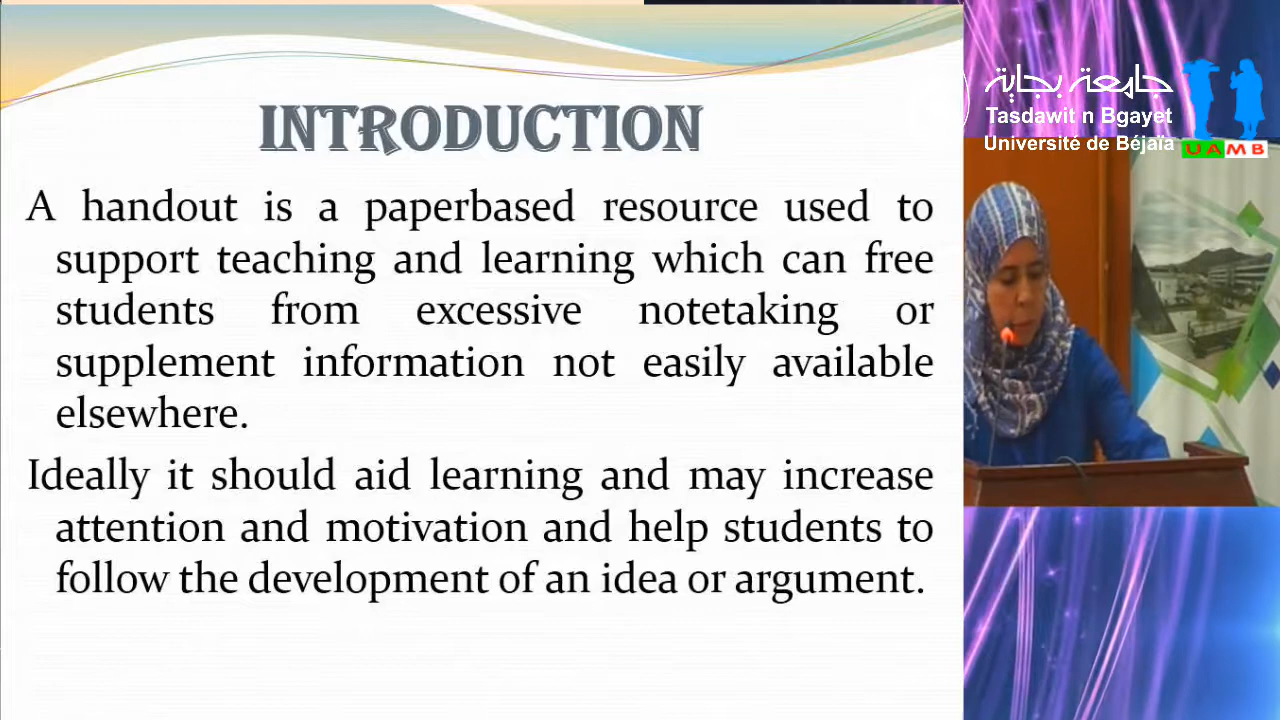 INTRODUCTION
A handout is a paperbased resource used to
support teaching and learning which can free
students from excessive notetaking or
supplement information not easily available
elsewhere.
Ideally it should aid learning and may increase
attention and motivation and help students to
follow the development of an idea or argument.
جامعة بجاية
Tasdawit n Bgayet
Université de Béjaïa
UAMB